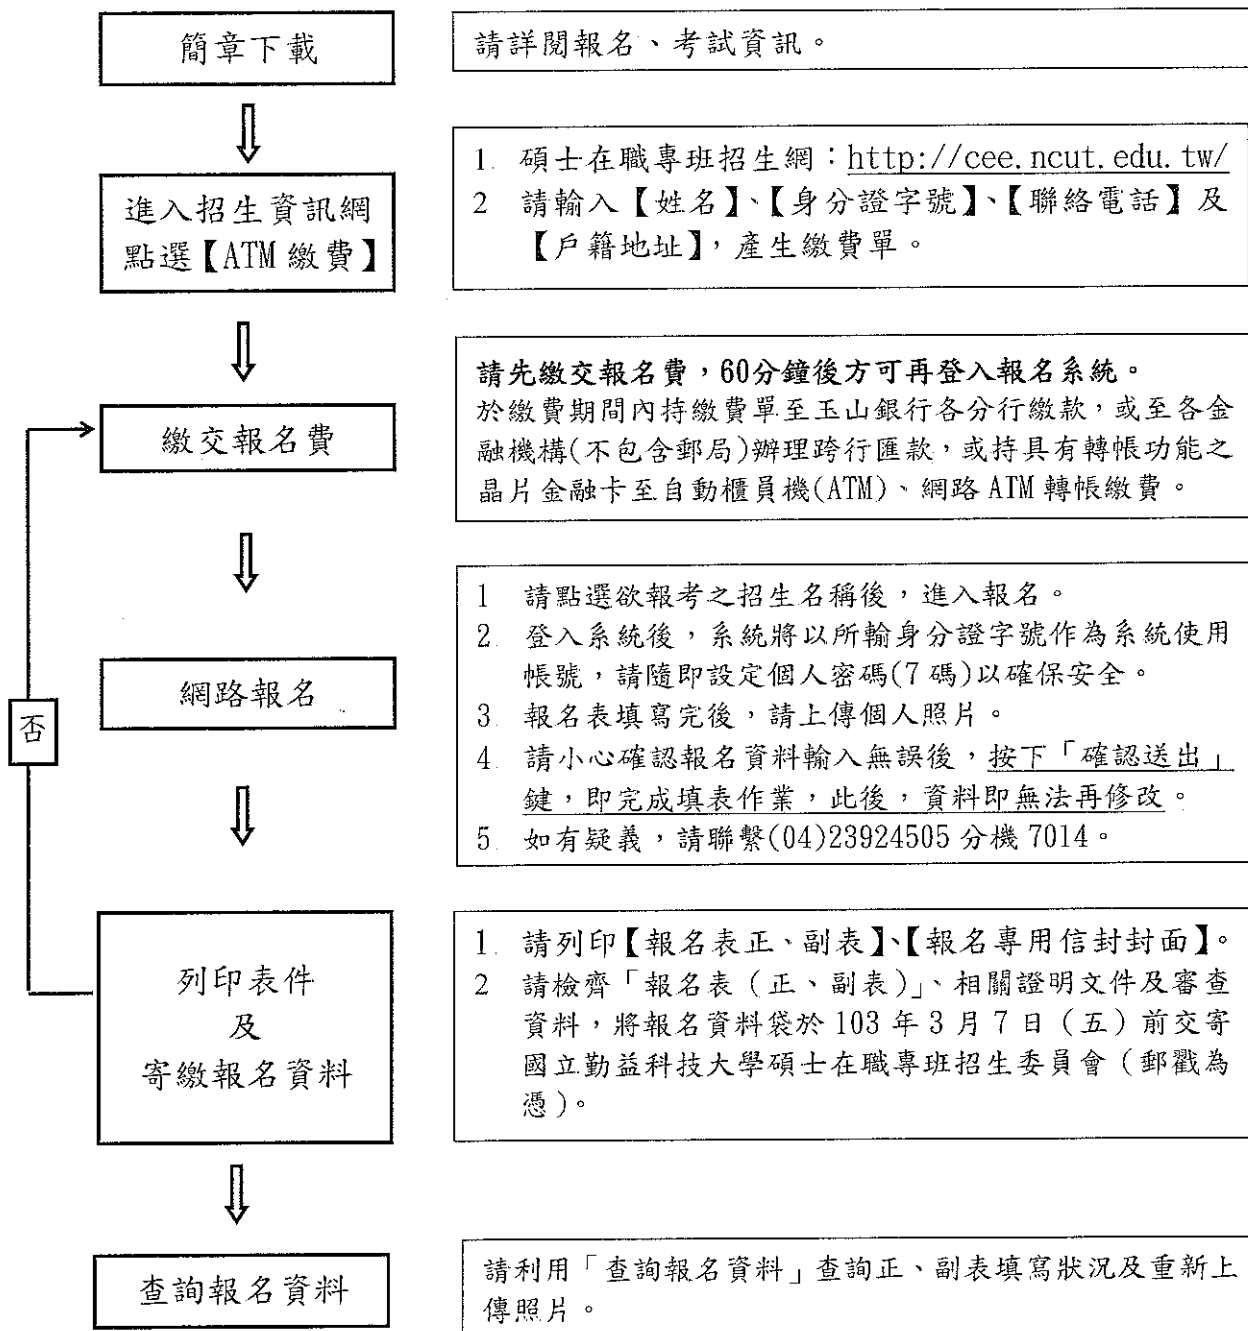 簡章下載
請詳閱報名、考試資訊。
進入招生資訊網
點選【ATM 繳費】
1. 碩士在職專班招生網：http://cee.ncut.edu.tw/
2 請輸入【姓名】、【身分證字號】、【聯絡電話】及
【戶籍地址】，產生繳費單。
繳交報名費
請先繳交報名費，60分鐘後方可再登入報名系統。
於繳費期間內持繳費單至玉山銀行各分行繳款，或至各金
融機構(不包含郵局)辦理跨行匯款，或持具有轉帳功能之
晶片金融卡至自動櫃員機(ATM)、網路 ATM 轉帳繳費。
網路報名
1 請點選欲報考之招生名稱後，進入報名。
2. 登入系統後，系統將以所輸身分證字號作為系統使用
帳號，請隨即設定個人密碼(7 碼)以確保安全。
3. 報名表填寫完後，請上傳個人照片。
4. 請小心確認報名資料輸入無誤後，按下「確認送出」
鍵，即完成填表作業，此後，資料即無法再修改。
5. 如有疑義，請聯繫(04)23924505 分機 7014。
否
列印表件
及
寄繳報名資料
1. 請列印【報名表正、副表】、【報名專用信封封面】。
2 請檢齊「報名表（正、副表）」、相關證明文件及審查
資料，將報名資料袋於 103 年 3 月 7 日（五）前交寄
國立勤益科技大學碩士在職專班招生委員會（郵戳為
憑）。
查詢報名資料
請利用「查詢報名資料」查詢正、副表填寫狀況及重新上
傳照片。